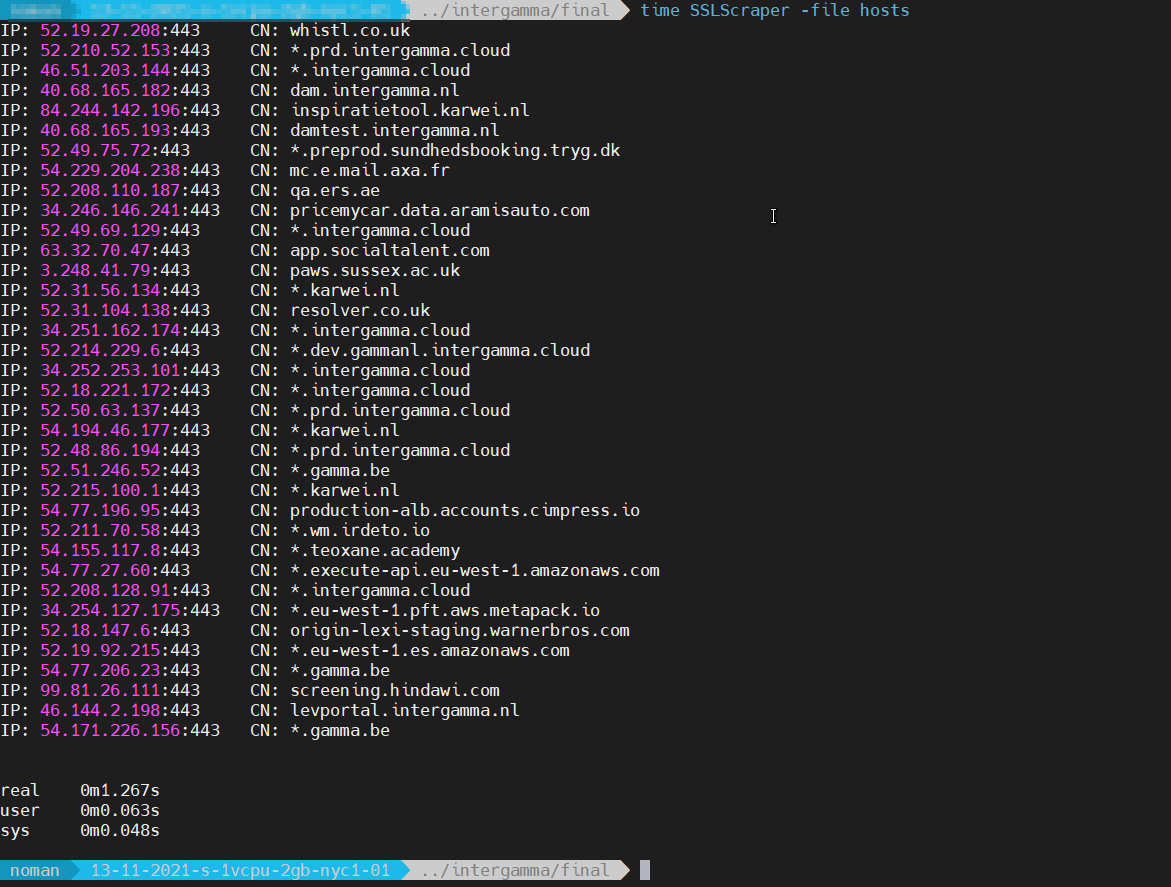 ../intergamma/final time SSLScraper -file hosts
IP: 52.19.27.208:443 CN: whistl.co.uk
IP: 52.210.52.153:443 CN: *.prd.intergamma.cloud
IP: 46.51.203.144:443 CN: *.intergamma.cloud
IP: 40.68.165.182:443 CN: dam.intergamma.nl
IP: 84.244.142.196:443 CN: inspiratietool.karwei.nl
IP: 40.68.165.193:443 CN: damtest.intergamma.nl
IP: 52.49.75.72:443 CN: *.preprod.sundhedsbooking.tryg.dk
IP: 54.229.204.238:443 CN: mc.e.mail.axa.fr
IP: 52.208.110.187:443 CN: qa.ers.ae
IP: 34.246.146.241:443 CN: pricemycar.data.aramisauto.com
IP: 52.49.69.129:443 CN: *.intergamma.cloud
IP: 63.32.70.47:443 CN: app.socialtalent.com
IP: 3.248.41.79:443 CN: paws.sussex.ac.uk
IP: 52.31.56.134:443 CN: *.karwei.nl
IP: 52.31.104.138:443 CN: resolver.co.uk
IP: 34.251.162.174:443 CN: *.intergamma.cloud
IP: 52.214.229.6:443 CN: *.dev.gammanl.intergamma.cloud
IP: 34.252.253.101:443 CN: *.intergamma.cloud
IP: 52.18.221.172:443 CN: *.intergamma.cloud
IP: 52.50.63.137:443 CN: *.prd.intergamma.cloud
IP: 54.194.46.177:443 CN: *.karwei.nl
IP: 52.48.86.194:443 CN: *.prd.intergamma.cloud
IP: 52.51.246.52:443 CN: *.gamma.be
IP: 52.215.100.1:443 CN: *.karwei.nl
IP: 54.77.196.95:443 CN: production-alb.accounts.cimpress.io
IP: 52.211.70.58:443 CN: *.wm.irdeto.io
IP: 54.155.117.8:443 CN: *.teoxane.academy
IP: 54.77.27.60:443 CN: *.execute-api.eu-west-1.amazonaws.com
IP: 52.208.128.91:443 CN: *.intergamma.cloud
IP: 34.254.127.175:443 CN: *.eu-west-1.pft.aws.metapack.io
IP: 52.18.147.6:443 CN: origin-lexi-staging.warnerbros.com
IP: 52.19.92.215:443 CN: *.eu-west-1.es.amazonaws.com
IP: 54.77.206.23:443 CN: *.gamma.be
IP: 99.81.26.111:443 CN: screening.hindawi.com
IP: 46.144.2.198:443 CN: levportal.intergamma.nl
IP: 54.171.226.156:443 CN: *.gamma.be
real 0m1.267s
user 0m0.063s
sys 0m0.048s
noman 13-11-2021-s-1vcpu-2gb-nyc1-01 ../intergamma/final